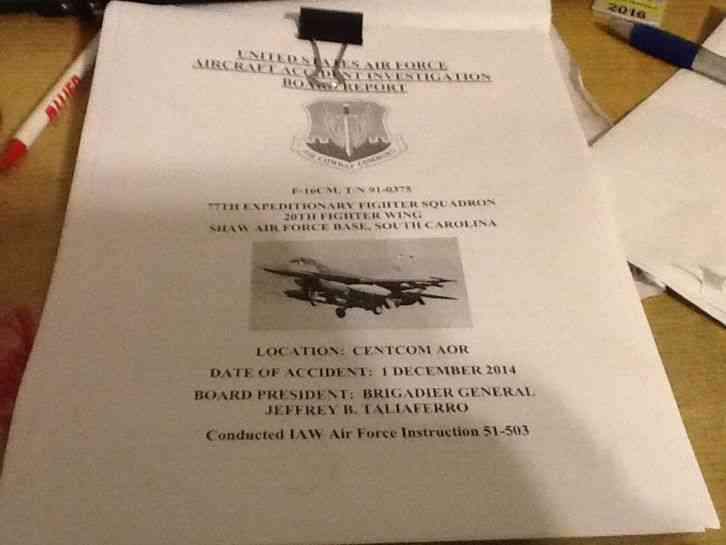 2016
UNITED STATES AIR FORCE
AIRCRAFT ACCIDENT INVESTIGATION
BOARD REPORT
AIR COMBAT COMMAND
F-16CM, T/N 91-0375
77TH EXPEDITIONARY FIGHTER SQUADRON
20TH FIGHTER WING
SHAW AIR FORCE BASE, SOUTH CAROLINA
LOCATION: CENTCOM AOR
DATE OF ACCIDENT: 1 DECEMBER 2014
BOARD PRESIDENT: BRIGADIER GENERAL
JEFFREY B. TALIAFERRO
Conducted IAW Air Force Instruction 51-503